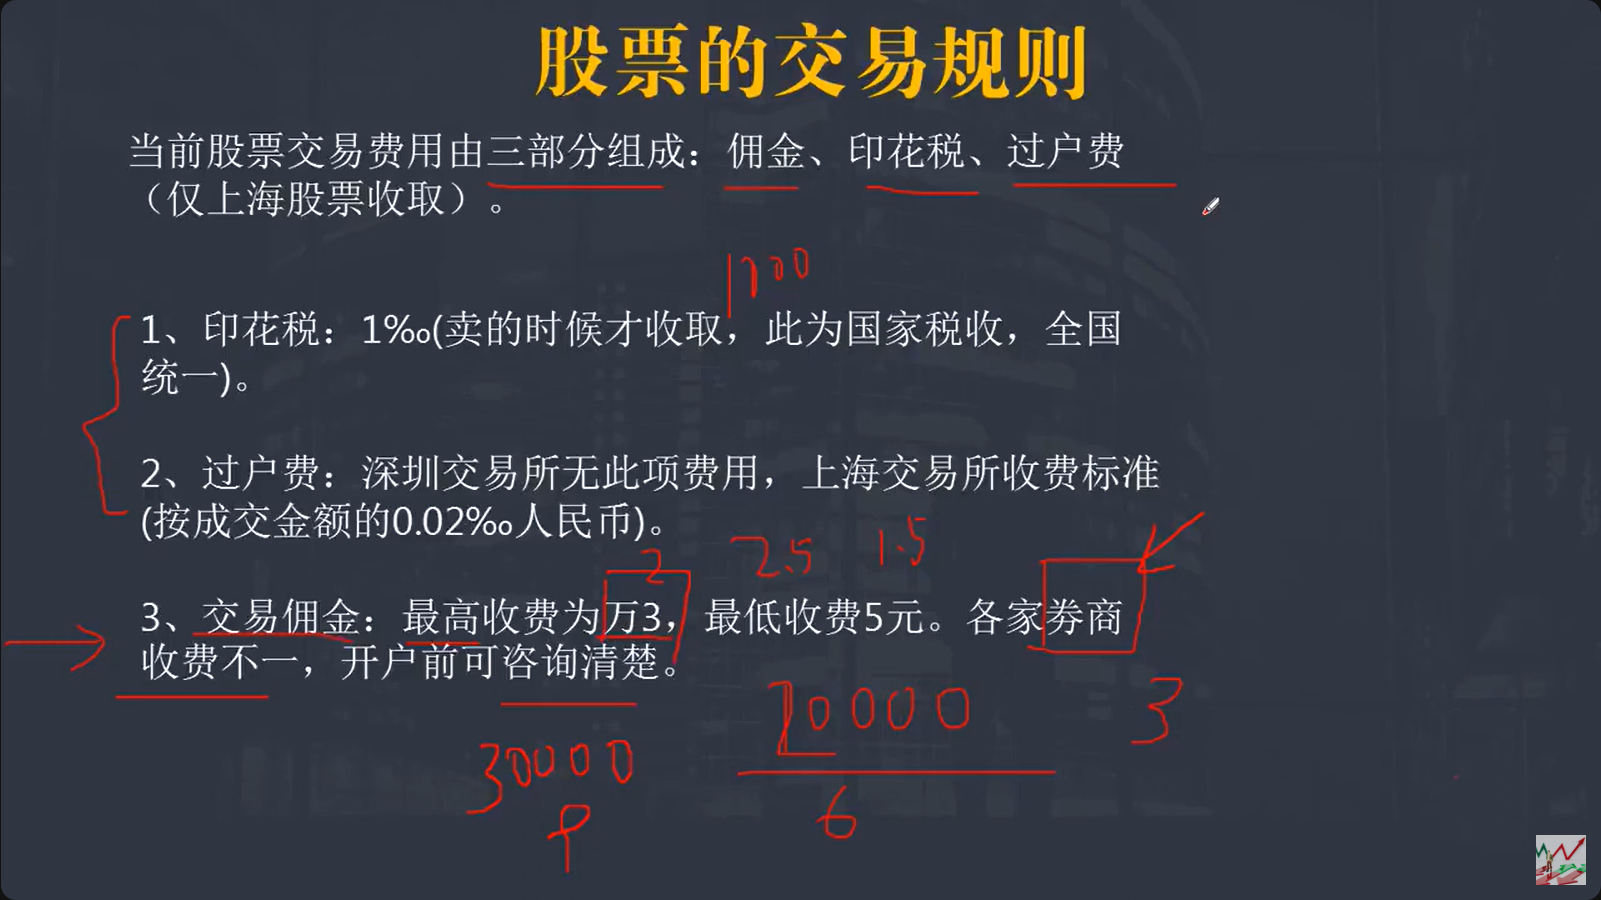 股票的交易规则
当前股票交易费用由三部分组成：佣金、印花税、过户费
（仅上海股票收取）。
1、印花税：1‰(卖的时候才收取，此为国家税收，全国
统一)。
2、过户费：深圳交易所无此项费用，上海交易所收费标准
(按成交金额的0.02‰人民币)。
2 2.5 1.5
3、交易佣金：最高收费为万3，最低收费5元。各家券商
收费不一，开户前可咨询清楚。
3
30000
9
6